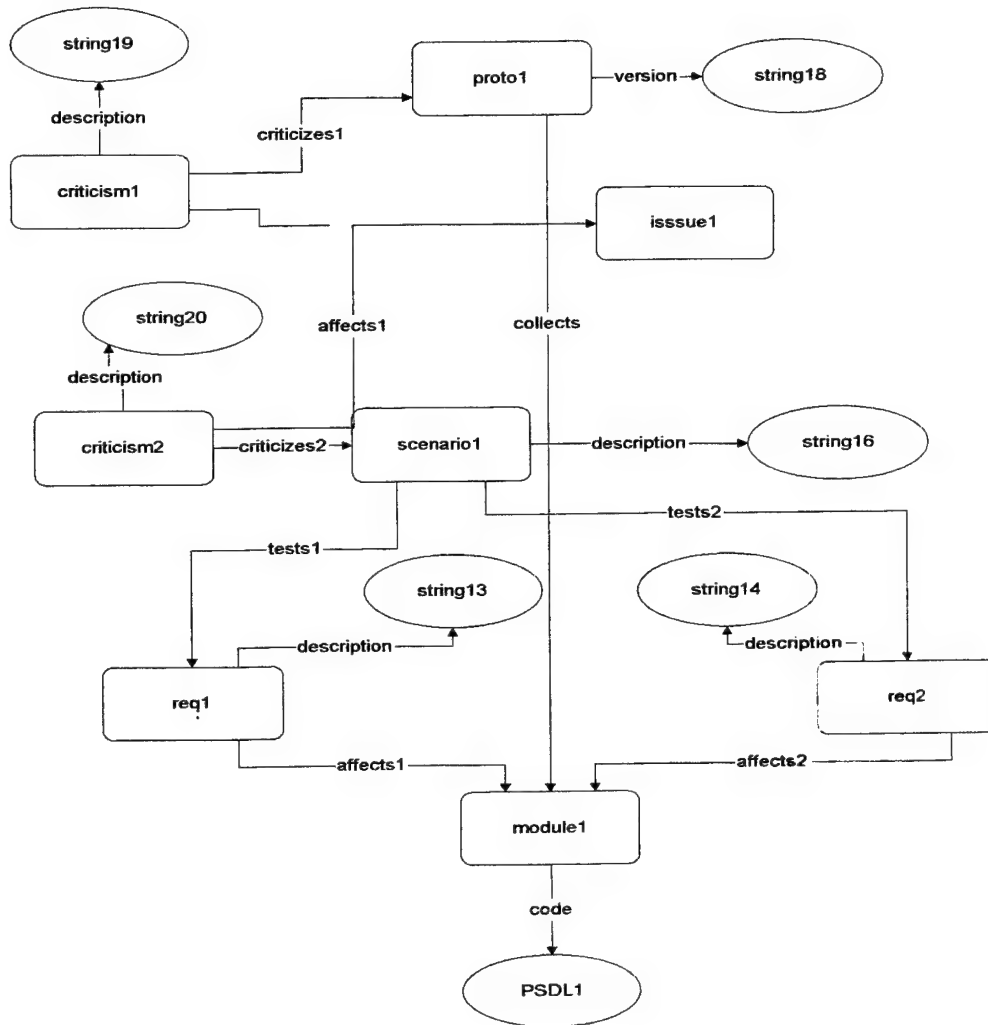 string19
proto1
version
string18
description
criticizes1
criticism1
isssue1
string20
affects1
collects
description
criticism2
criticizes2
scenario1
description
string16
tests2
tests1
string13
string14
description
description
req1
req2
affects1
affects2
module1
code
PSDL1